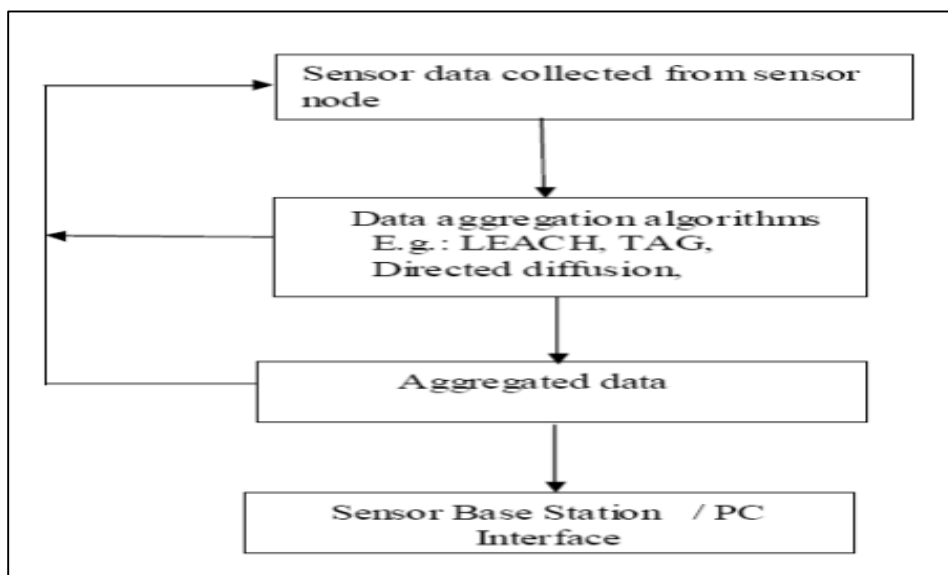 Sensor data collected from sensor
node
Data aggregation algorithms
E.g.: LEACH, TAG,
Directed diffusion,
Aggregated data
Sensor Base Station / PC
Interface